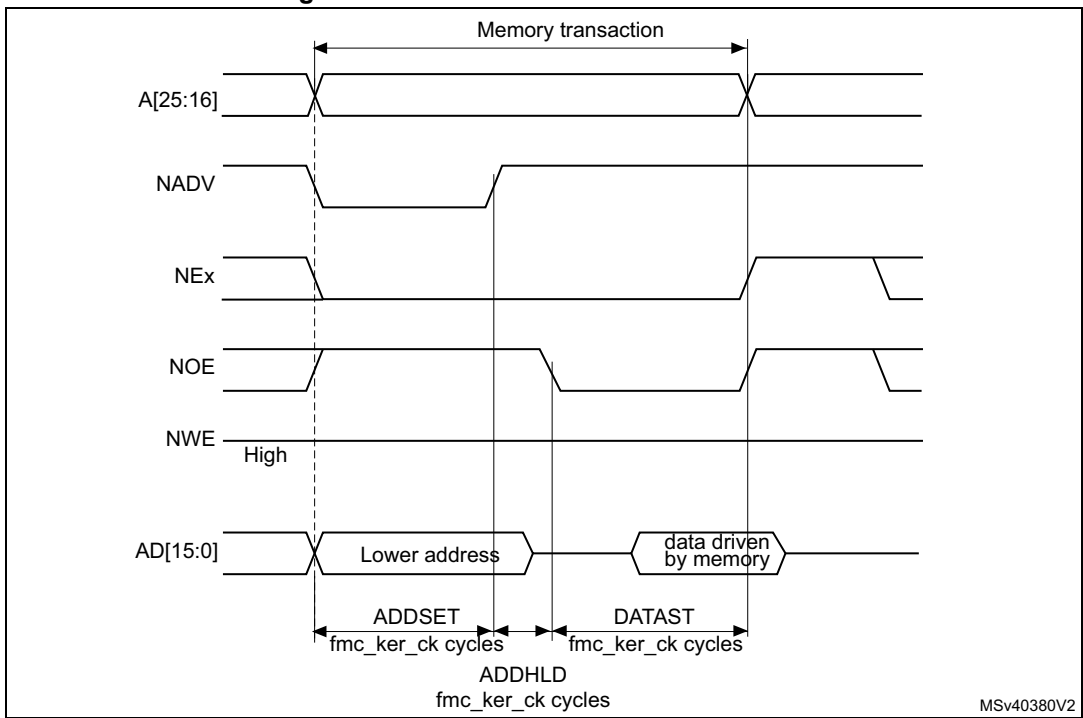 Memory transaction
A[25:16]
NADV
NEx
NOE
NWE
High
AD[15:0]
Lower address
data driven
by memory
ADDSET
fmc_ker_ck cycles
DATAST
fmc_ker_ck cycles
ADDHLD
fmc_ker_ck cycles
MSv40380V2